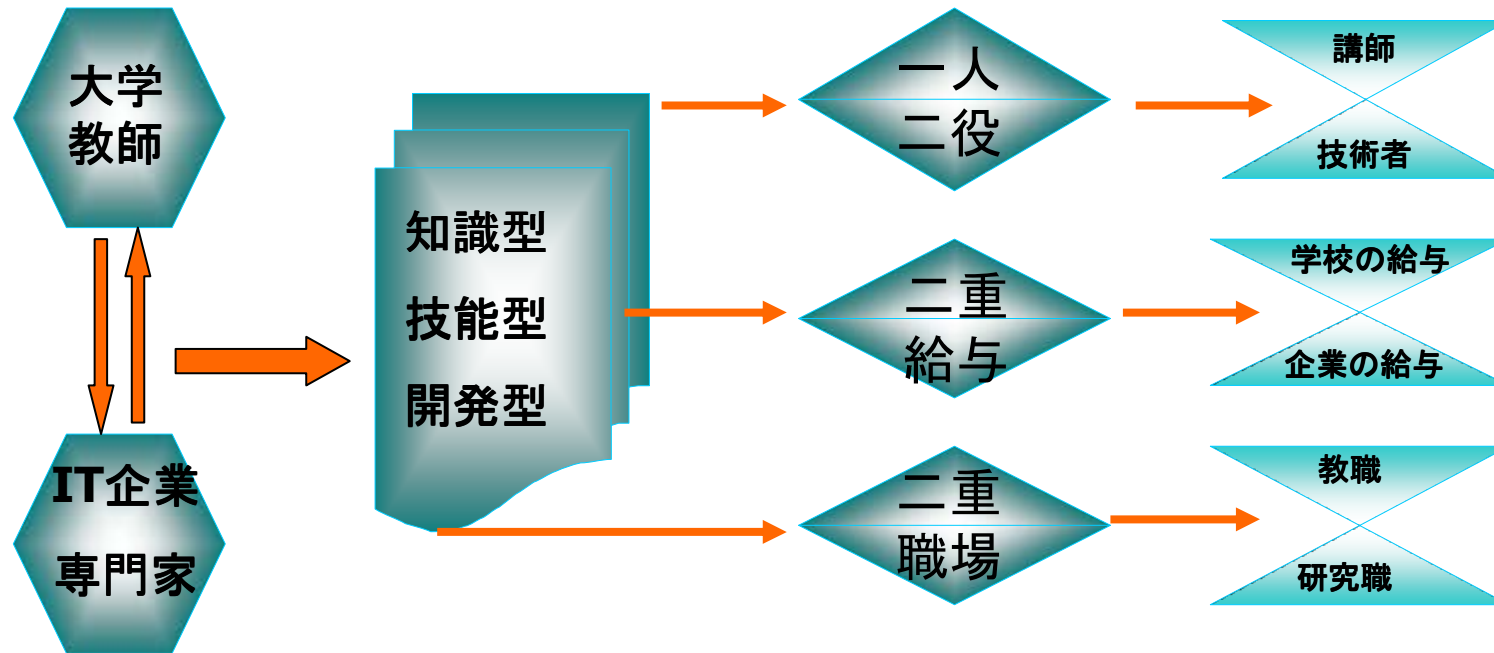 大学
教師
IT企業
専門家
知識型
技能型
開発型
一人
二役
講師
技術者
二重
給与
学校の給与
企業の給与
二重
職場
教職
研究職